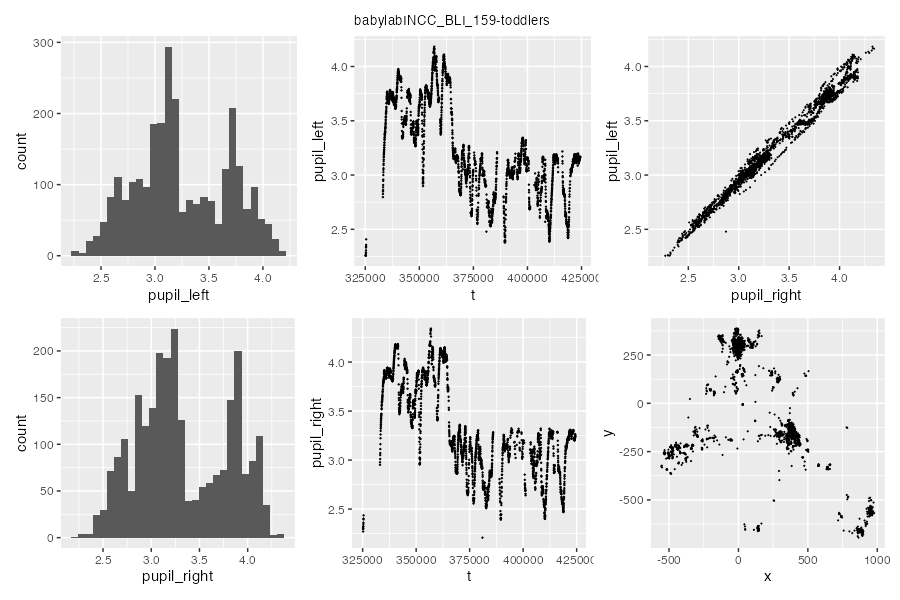 babylabINCC_BLI_159-toddlers
300
200
100
0
count
2.5 3.0 3.5 4.0
pupil_left
4.0
3.5
3.0
2.5
pupil_left
325000 350000 375000 400000 425000
t
4.0
3.5
3.0
2.5
pupil_left
2.5 3.0 3.5 4.0
pupil_right
200
150
100
50
0
count
2.5 3.0 3.5 4.0
pupil_right
4.0
3.5
3.0
2.5
pupil_right
325000 350000 375000 400000 425000
t
250
0
-250
-500
y
-500 0 500 1000
x